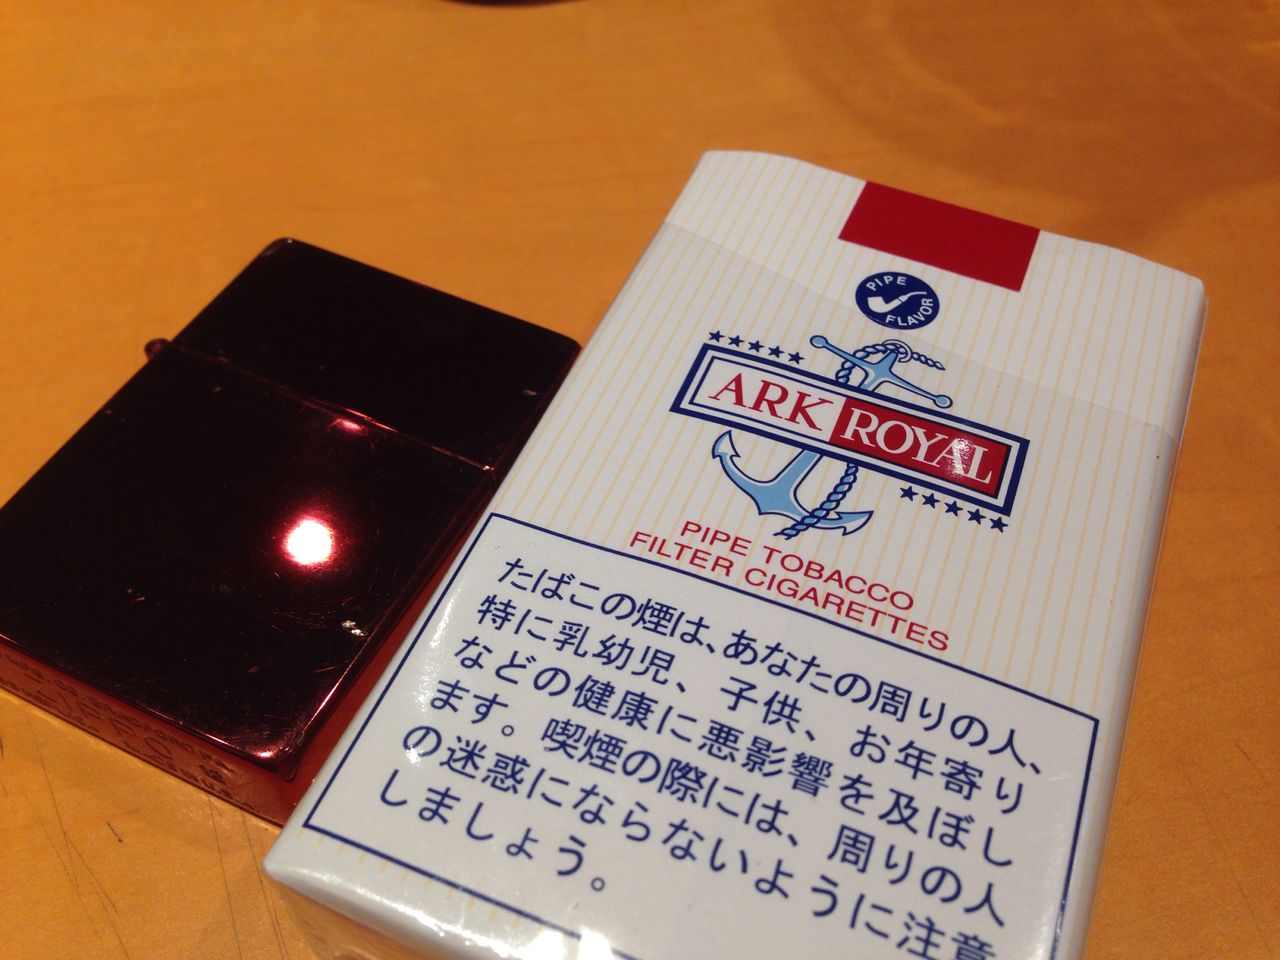 PIPE
FLAVOR
ARK ROYAL
PIPE TOBACCO
FILTER CIGARETTES
たばこの煙は、あなたの周りの人、
特に乳幼児、子供、お年寄り
などの健康に悪影響を及ぼし
ます。喫煙の際には、周りの人
の迷惑にならないように注意
しましょう。